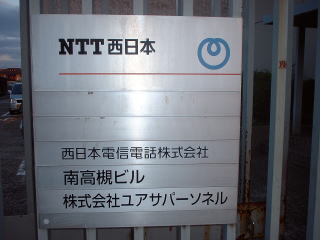 NTT西日本
西日本電信電話株式会社
南高槻ビル
株式会社ユアサパーソネル